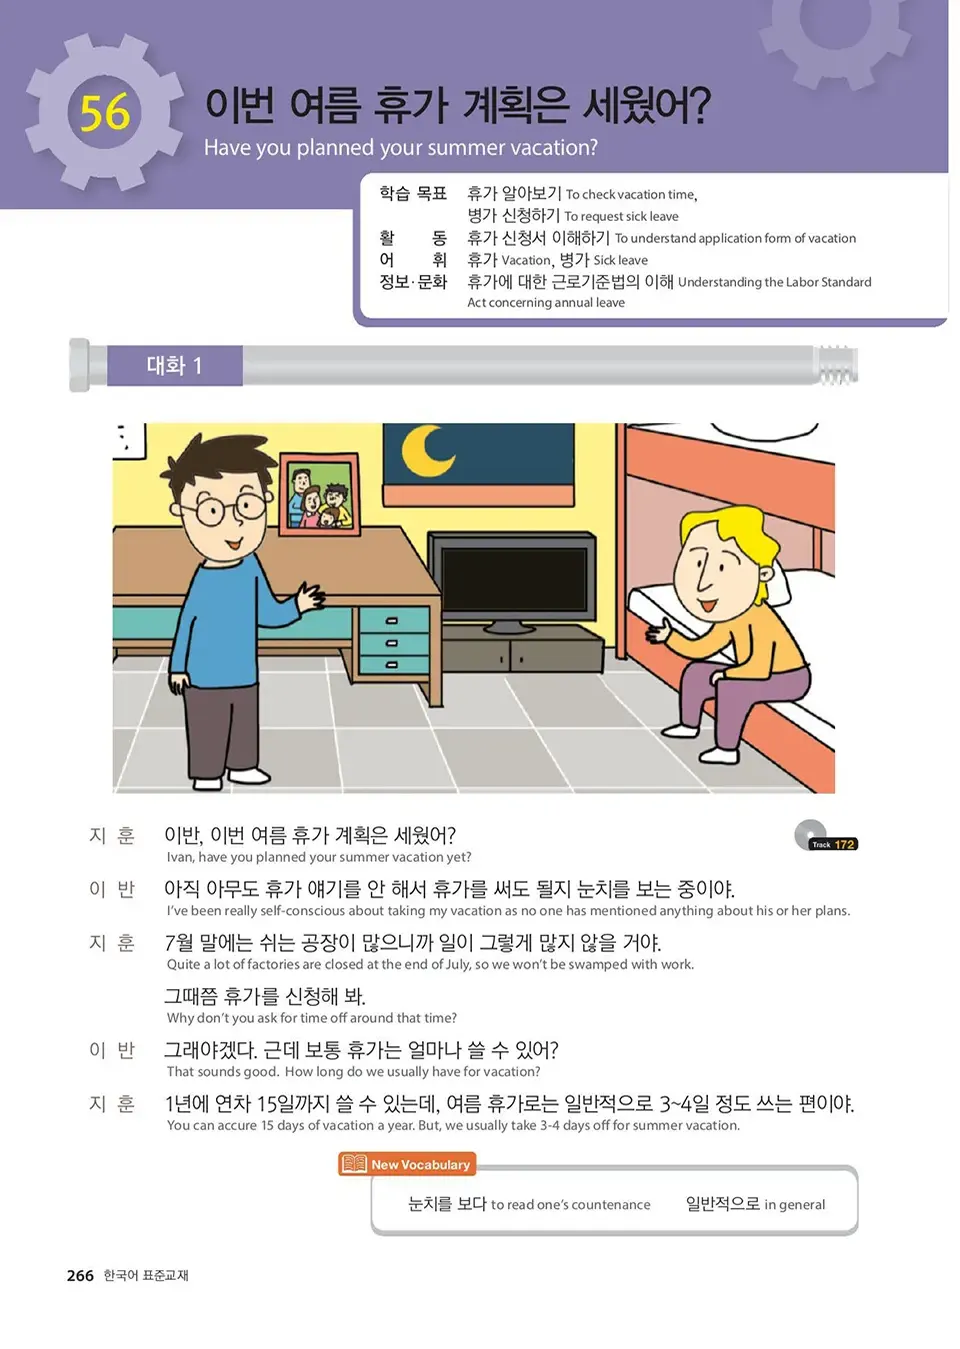 56
이번 여름 휴가 계획은 세웠어?
Have you planned your summer vacation?
학습 목표 휴가 알아보기 To check vacation time,
병가 신청하기 To request sick leave
활 동 휴가 신청서 이해하기 To understand application form of vacation
어 휘 휴가 Vacation, 병가 Sick leave
정보·문화 휴가에 대한 근로기준법의 이해 Understanding the Labor Standard
Act concerning annual leave
대화 1
지 훈 이반, 이번 여름 휴가 계획은 세웠어?
Ivan, have you planned your summer vacation yet?
Track 172
이 반 아직 아무도 휴가 얘기를 안 해서 휴가를 써도 될지 눈치를 보는 중이야.
I've been really self-conscious about taking my vacation as no one has mentioned anything about his or her plans.
지 훈 7월 말에는 쉬는 공장이 많으니까 일이 그렇게 많지 않을 거야.
Quite a lot of factories are closed at the end of July, so we won't be swamped with work.
그때쯤 휴가를 신청해 봐.
Why don't you ask for time off around that time?
이 반 그래야겠다. 근데 보통 휴가는 얼마나 쓸 수 있어?
That sounds good. How long do we usually have for vacation?
지 훈 1년에 연차 15일까지 쓸 수 있는데, 여름 휴가로는 일반적으로 3~4일 정도 쓰는 편이야.
You can accure 15 days of vacation a year. But, we usually take 3-4 days off for summer vacation.
New Vocabulary
눈치를 보다 to read one's countenance 일반적으로 in general
266 한국어 표준교재